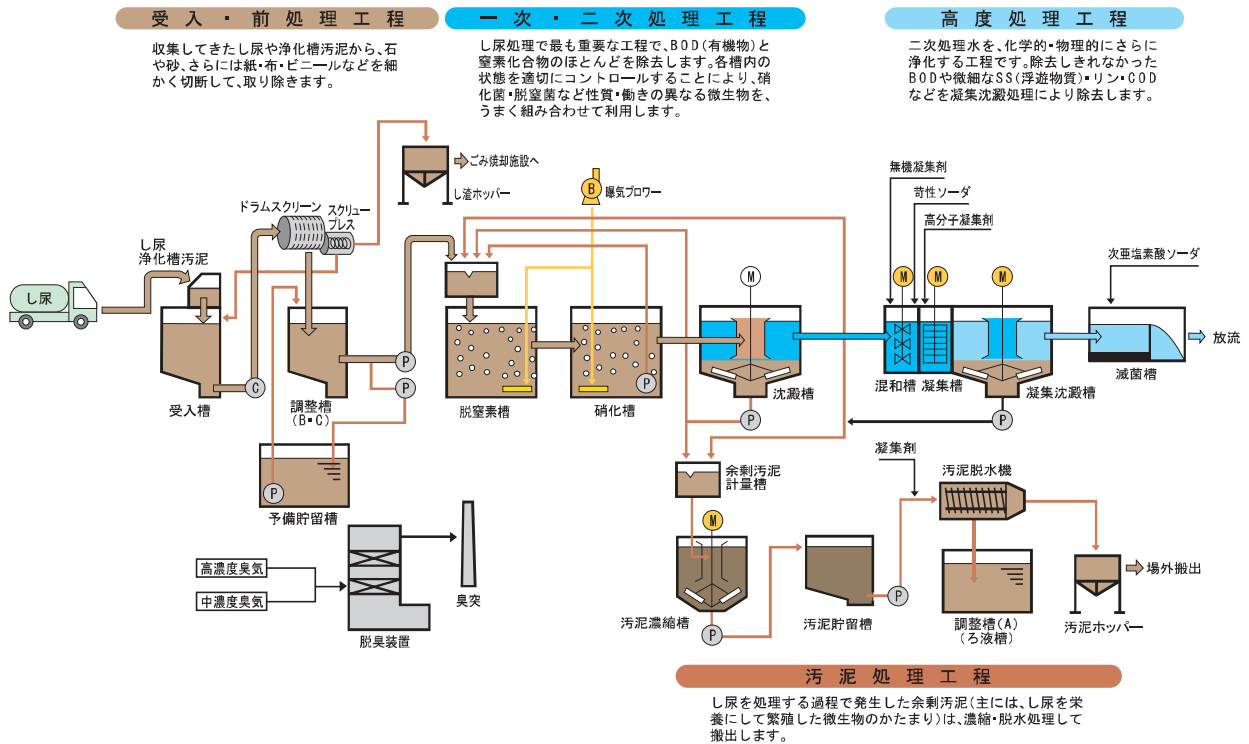 受入・前処理工程
収集してきたし尿や浄化槽汚泥から、石
や砂、さらには紙・布・ビニールなどを細
かく切断して、取り除きます。
一次・二次処理工程
し尿処理で最も重要な工程で、BOD(有機物)と
窒素化合物のほとんどを除去します。各槽内の
状態を適切にコントロールすることにより、硝
化菌・脱窒菌など性質・働きの異なる微生物を、
うまく組み合わせて利用します。
高度処理工程
二次処理水を、化学的・物理的にさらに
浄化する工程です。除去しきれなかった
BODや微細なSS(浮遊物質)・リン・COD
などを凝集沈澱処理により除去します。
ごみ焼却施設へ
し渣ホッパー
ドラムスクリーン
スクリュー
プレス
し尿
浄化槽汚泥
し尿
受入槽
C
調整槽
(B・C)
P
P
P
予備貯留槽
B
曝気ブロワー
脱窒素槽
P
硝化槽
M
沈澱槽
P
無機凝集剤
苛性ソーダ
高分子凝集剤
M
M
M
混和槽
凝集槽
凝集沈澱槽
P
次亜塩素酸ソーダ
滅菌槽
放流
高濃度臭気
中濃度臭気
脱臭装置
臭突
余剰汚泥
計量槽
M
汚泥濃縮槽
P
汚泥貯留槽
P
凝集剤
汚泥脱水機
調整槽(A)
(ろ液槽)
場外搬出
汚泥ホッパー
汚泥処理工程
し尿を処理する過程で発生した余剰汚泥(主には、し尿を栄
養にして繁殖した微生物のかたまり)は、濃縮・脱水処理して
搬出します。